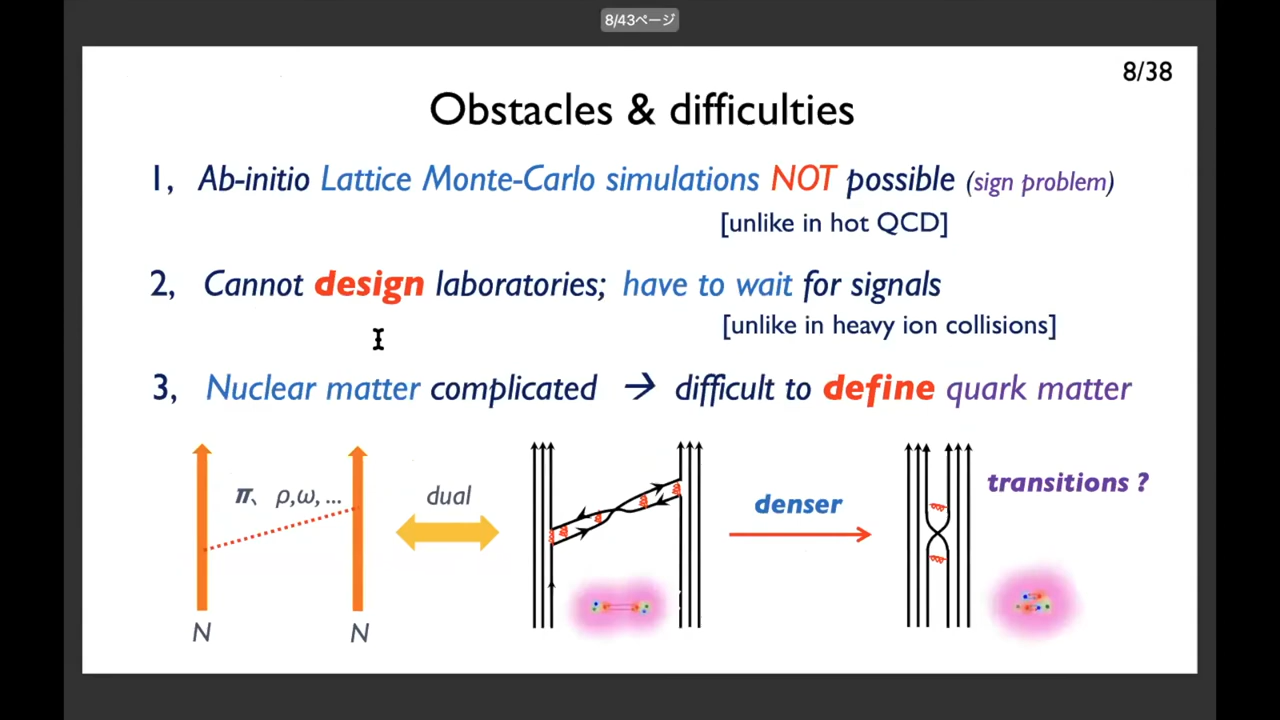 8/43ページ
8/38
Obstacles & difficulties
1, Ab-initio Lattice Monte-Carlo simulations NOT possible (sign problem)
[unlike in hot QCD]
2, Cannot design laboratories; have to wait for signals
[unlike in heavy ion collisions]
3, Nuclear matter complicated → difficult to define quark matter
π、 ρ,ω, ...
dual
denser
transitions ?
N
N